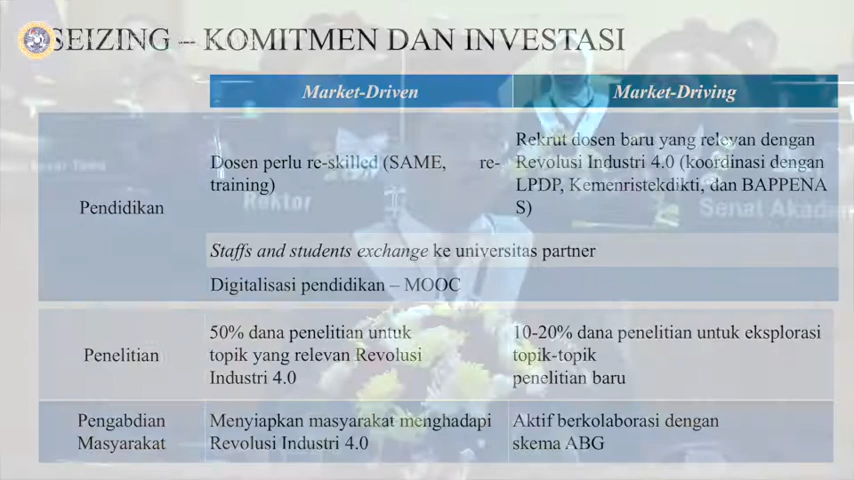 SEIZING – KOMITMEN DAN INVESTASI
Market-Driven
Market-Driving
Pendidikan
Dosen perlu re-skilled (SAME, re-
training)
Rekrut dosen baru yang relevan dengan
Revolusi Industri 4.0 (koordinasi dengan
LPDP, Kemenristekdikti, dan BAPPENA
S)
Staffs and students exchange ke universitas partner
Digitalisasi pendidikan – MOOC
Penelitian
50% dana penelitian untuk
topik yang relevan Revolusi
Industri 4.0
10-20% dana penelitian untuk eksplorasi
topik-topik
penelitian baru
Pengabdian
Masyarakat
Menyiapkan masyarakat menghadapi
Revolusi Industri 4.0
Aktif berkolaborasi dengan
skema ABG
Rektor
Senat Akade